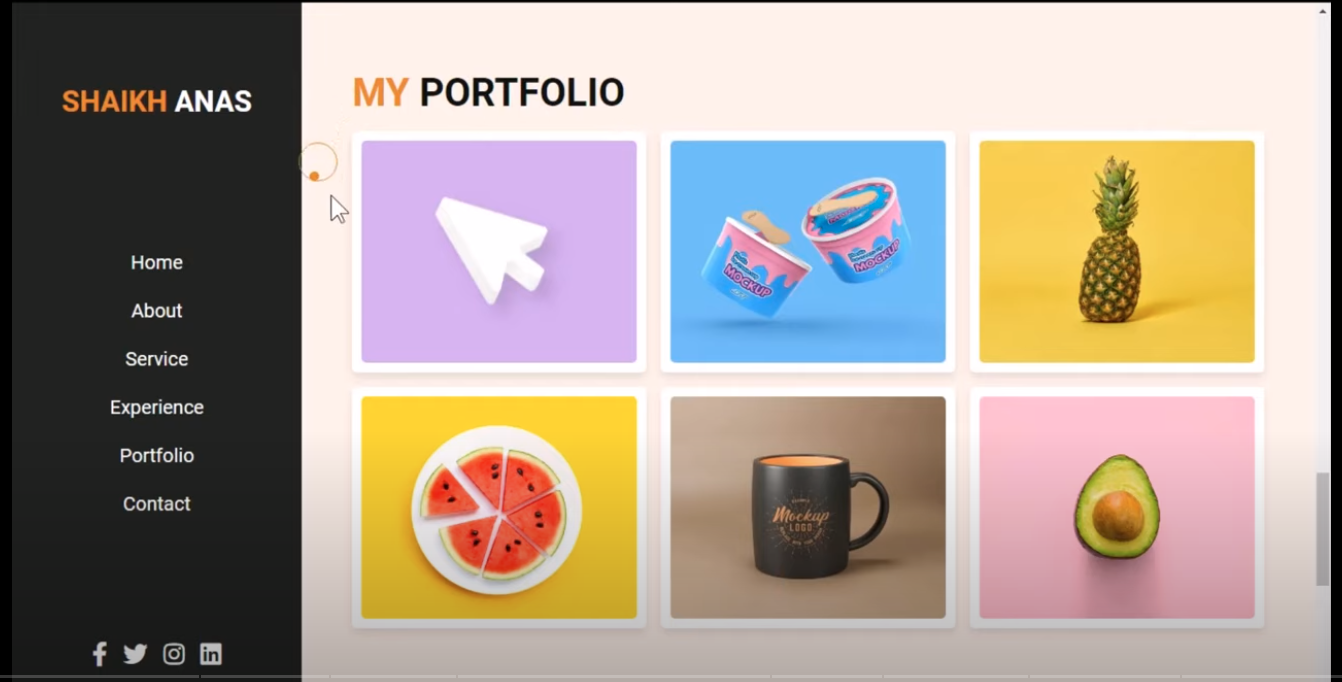 SHAIKH ANAS
Home
About
Service
Experience
Portfolio
Contact
MY PORTFOLIO
MOCKUP
MOCKUP
Mockup
LOGO